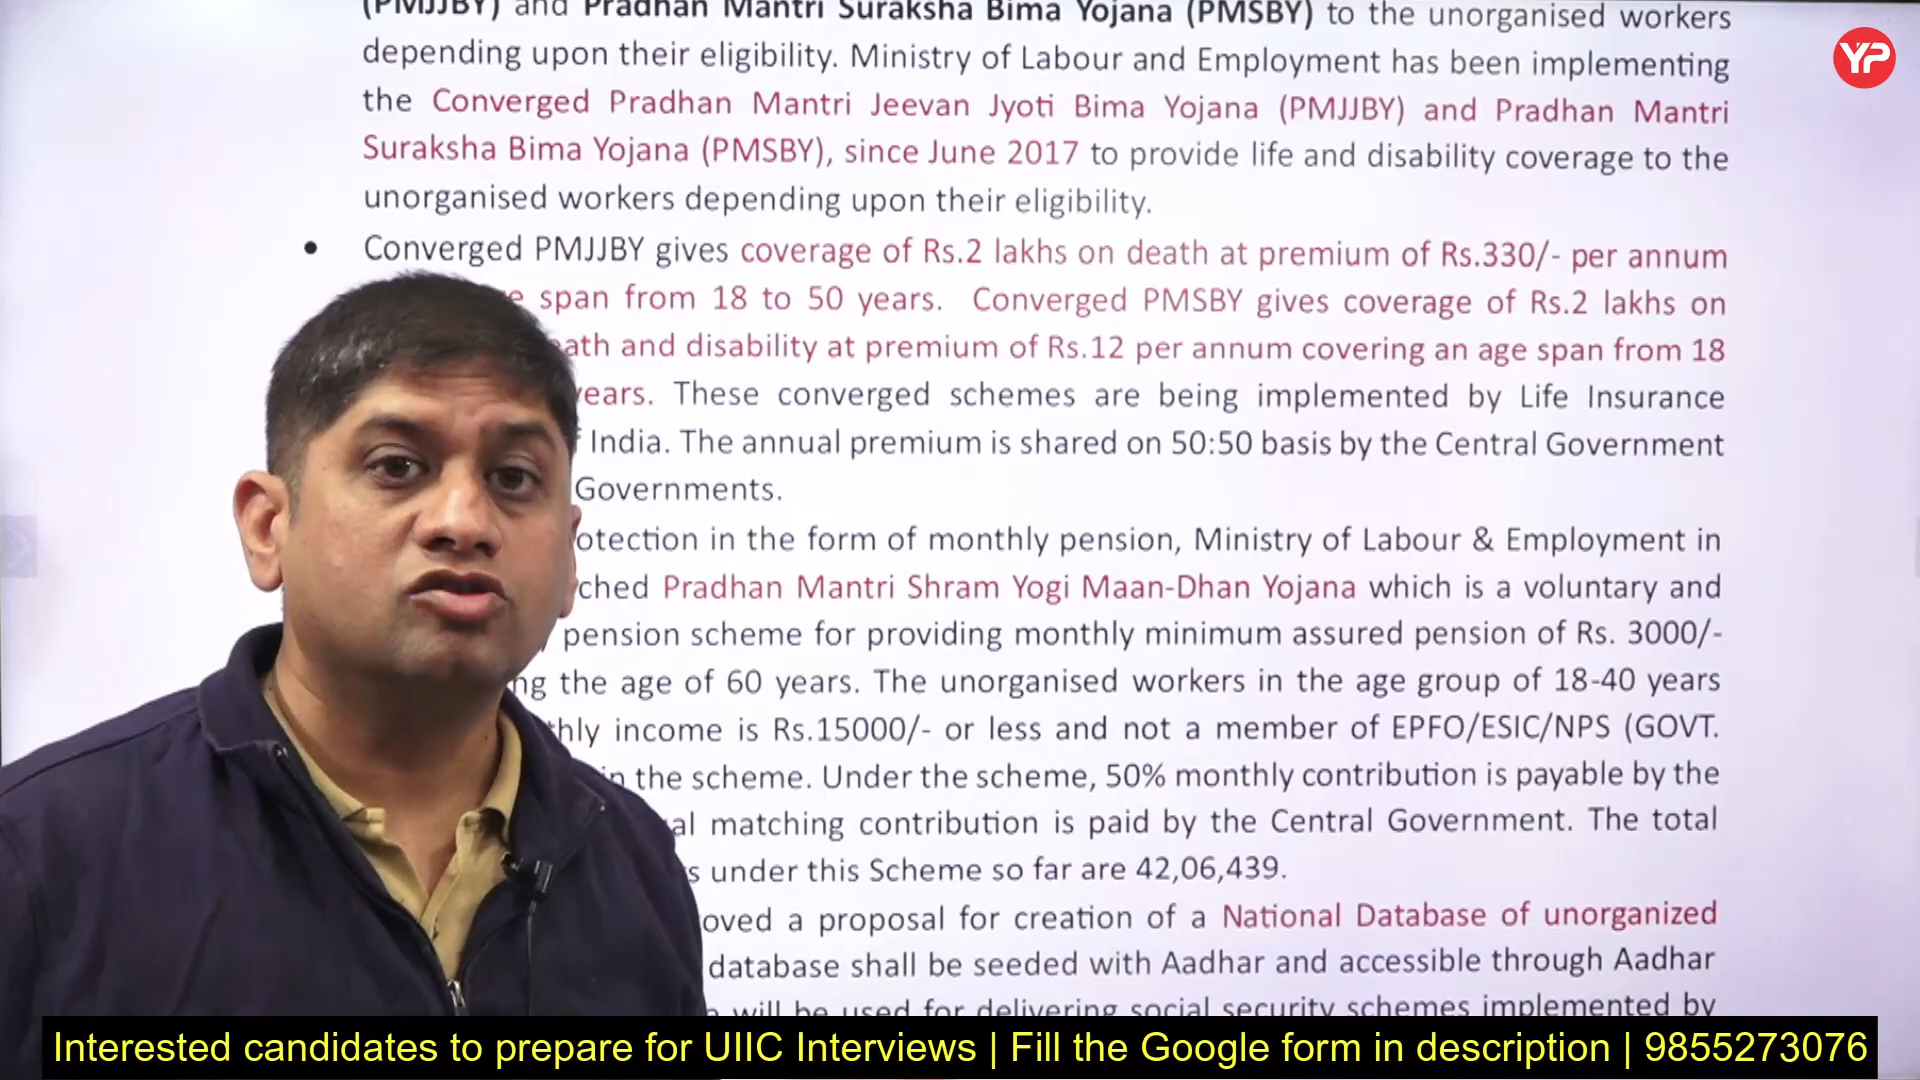 (PMJJBY) and Pradhan Mantri Suraksha Bima Yojana (PMSBY) to the unorganised workers
YP
depending upon their eligibility. Ministry of Labour and Employment has been implementing
the Converged Pradhan Mantri Jeevan Jyoti Bima Yojana (PMJJBY) and Pradhan Mantri
Suraksha Bima Yojana (PMSBY), since June 2017 to provide life and disability coverage to the
unorganised workers depending upon their eligibility.
• Converged PMJJBY gives coverage of Rs.2 lakhs on death at premium of Rs.330/- per annum
span from 18 to 50 years. Converged PMSBY gives coverage of Rs.2 lakhs on
ath and disability at premium of Rs.12 per annum covering an age span from 18
years. These converged schemes are being implemented by Life Insurance
India. The annual premium is shared on 50:50 basis by the Central Government
Governments.
otection in the form of monthly pension, Ministry of Labour & Employment in
ched Pradhan Mantri Shram Yogi Maan-Dhan Yojana which is a voluntary and
pension scheme for providing monthly minimum assured pension of Rs. 3000/-
ng the age of 60 years. The unorganised workers in the age group of 18-40 years
thly income is Rs.15000/- or less and not a member of EPFO/ESIC/NPS (GOVT.
in the scheme. Under the scheme, 50% monthly contribution is payable by the
al matching contribution is paid by the Central Government. The total
s under this Scheme so far are 42,06,439.
oved a proposal for creation of a National Database of unorganized
database shall be seeded with Aadhar and accessible through Aadhar
will be used for delivering social security schemes implemented by
Interested candidates to prepare for UIIC Interviews | Fill the Google form in description | 9855273076